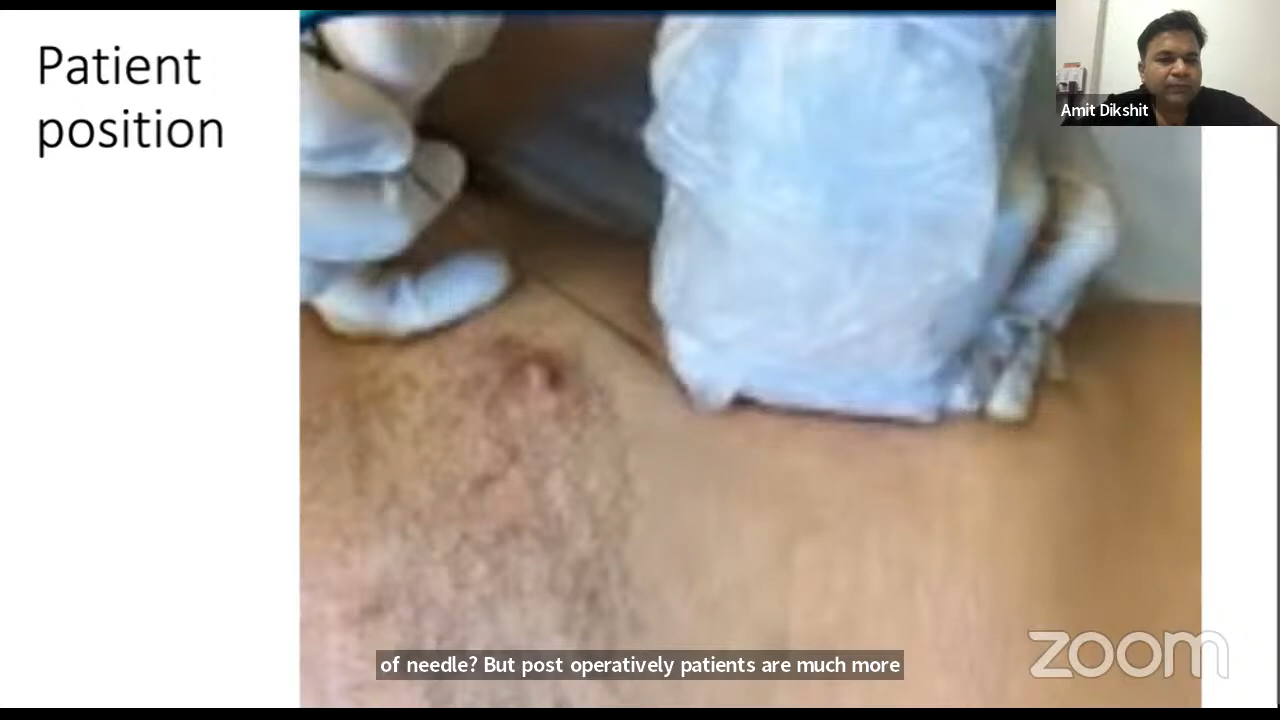 Patient
position
Amit Dikshit
of needle? But post operatively patients are much more
zoom